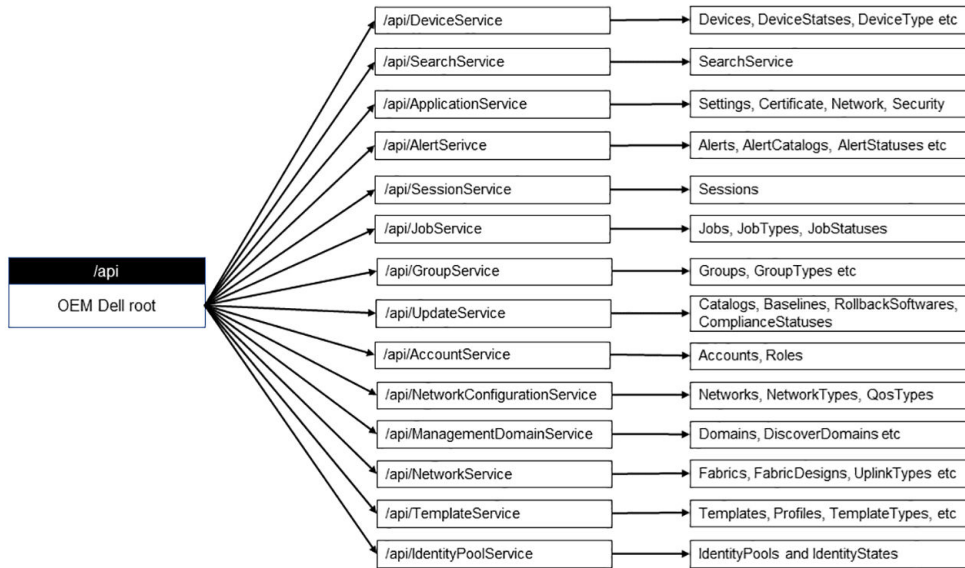 /api/DeviceService
Devices, DeviceStatses, DeviceType etc
/api/SearchService
SearchService
/api/ApplicationService
Settings, Certificate, Network, Security
/api/AlertSerivce
Alerts, AlertCatalogs, AlertStatuses etc
/api/SessionService
Sessions
/api/JobService
Jobs, JobTypes, JobStatuses
/api
OEM Dell root
/api/GroupService
Groups, GroupTypes etc
/api/UpdateService
Catalogs, Baselines, RollbackSoftwares,
ComplianceStatuses
/api/AccountService
Accounts, Roles
/api/NetworkConfigurationService
Networks, NetworkTypes, QosTypes
/api/ManagementDomainService
Domains, DiscoverDomains etc
/api/NetworkService
Fabrics, FabricDesigns, UplinkTypes etc
/api/TemplateService
Templates, Profiles, TemplateTypes, etc
/api/IdentityPoolService
IdentityPools and IdentityStates